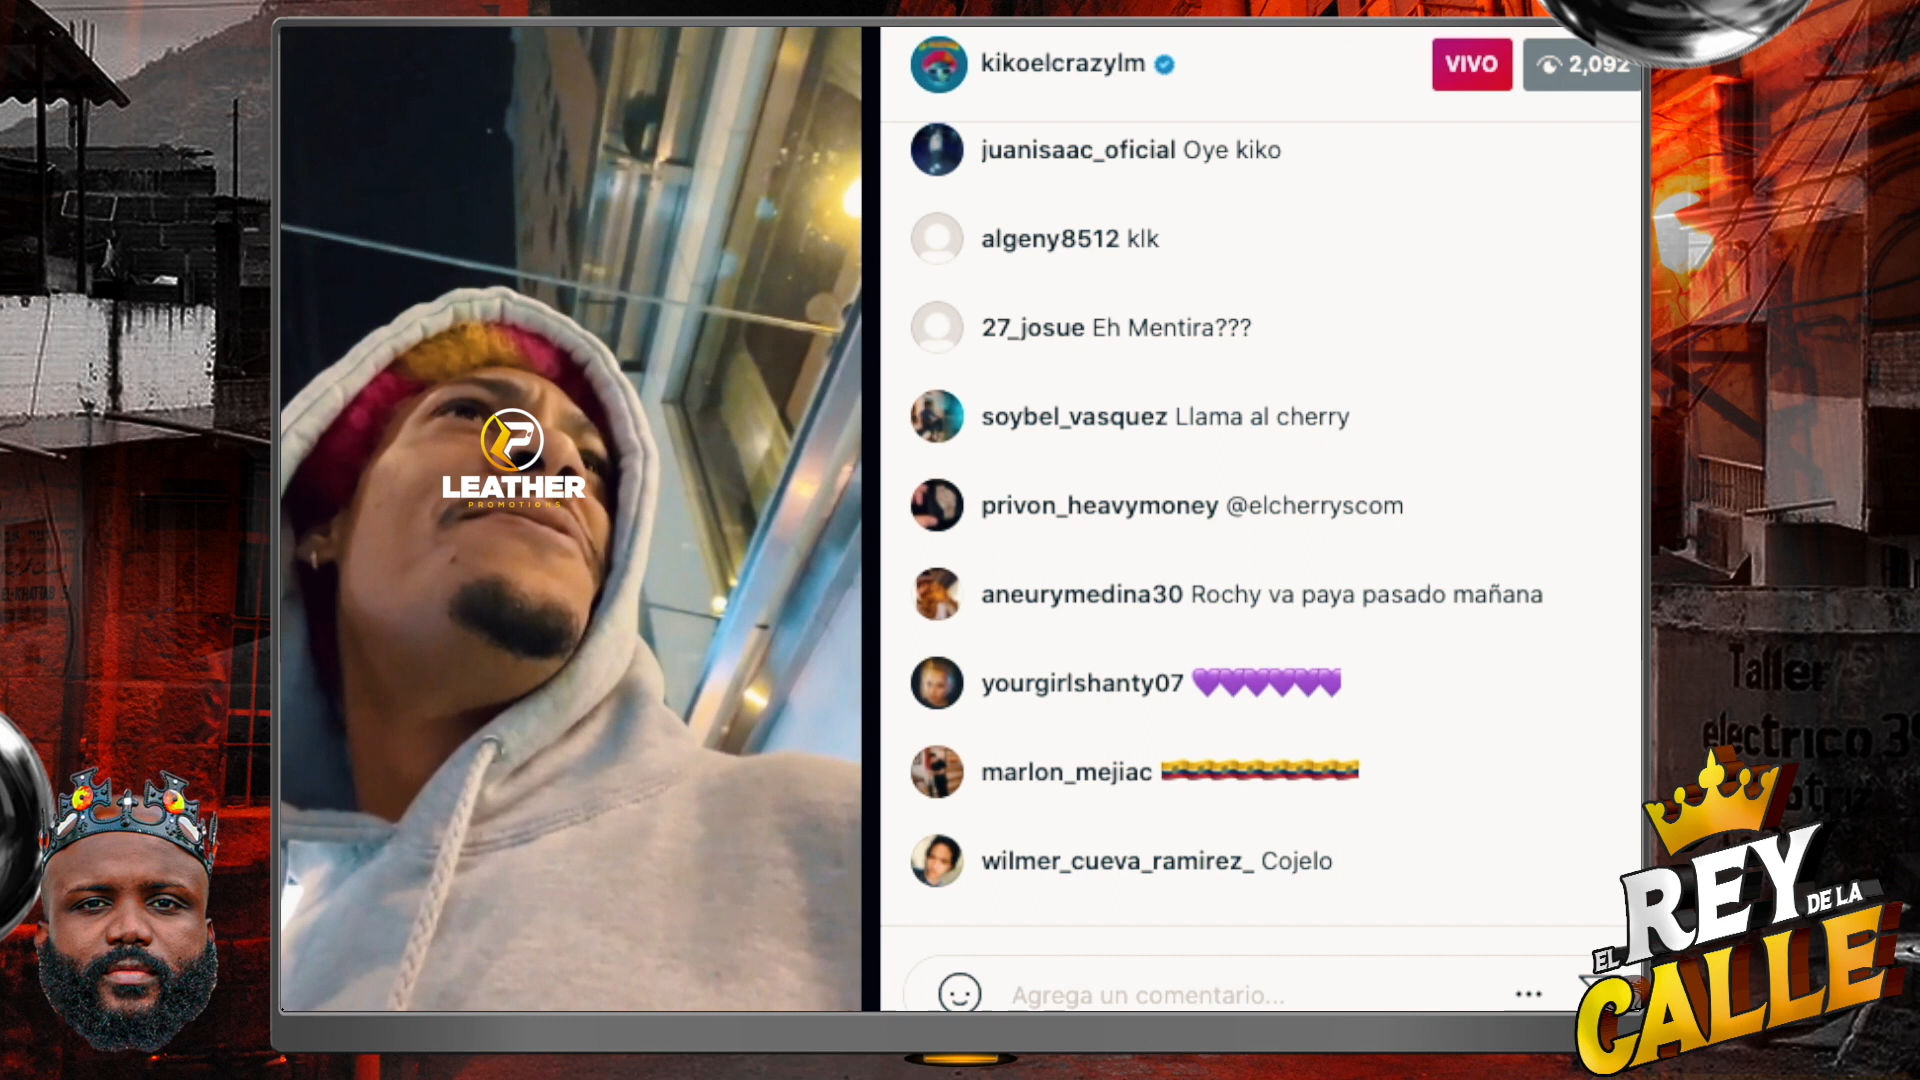 kikoelcrazylm
VIVO
2,092
juanisaac_oficial Oye kiko
algeny8512 klk
27_josue Eh Mentira???
soybel_vasquez Llama al cherry
privon_heavymoney @elcherryscom
aneurymedina30 Rochy va paya pasado mañana
yourgirlshanty07 💜💜💜💜💜💜
marlon_mejiac
wilmer_cueva_ramirez_ Cojelo
Agrega un comentario...
LEATHER
PROMOTIONS
Taller
electrico
EL REY DE LA CALLE